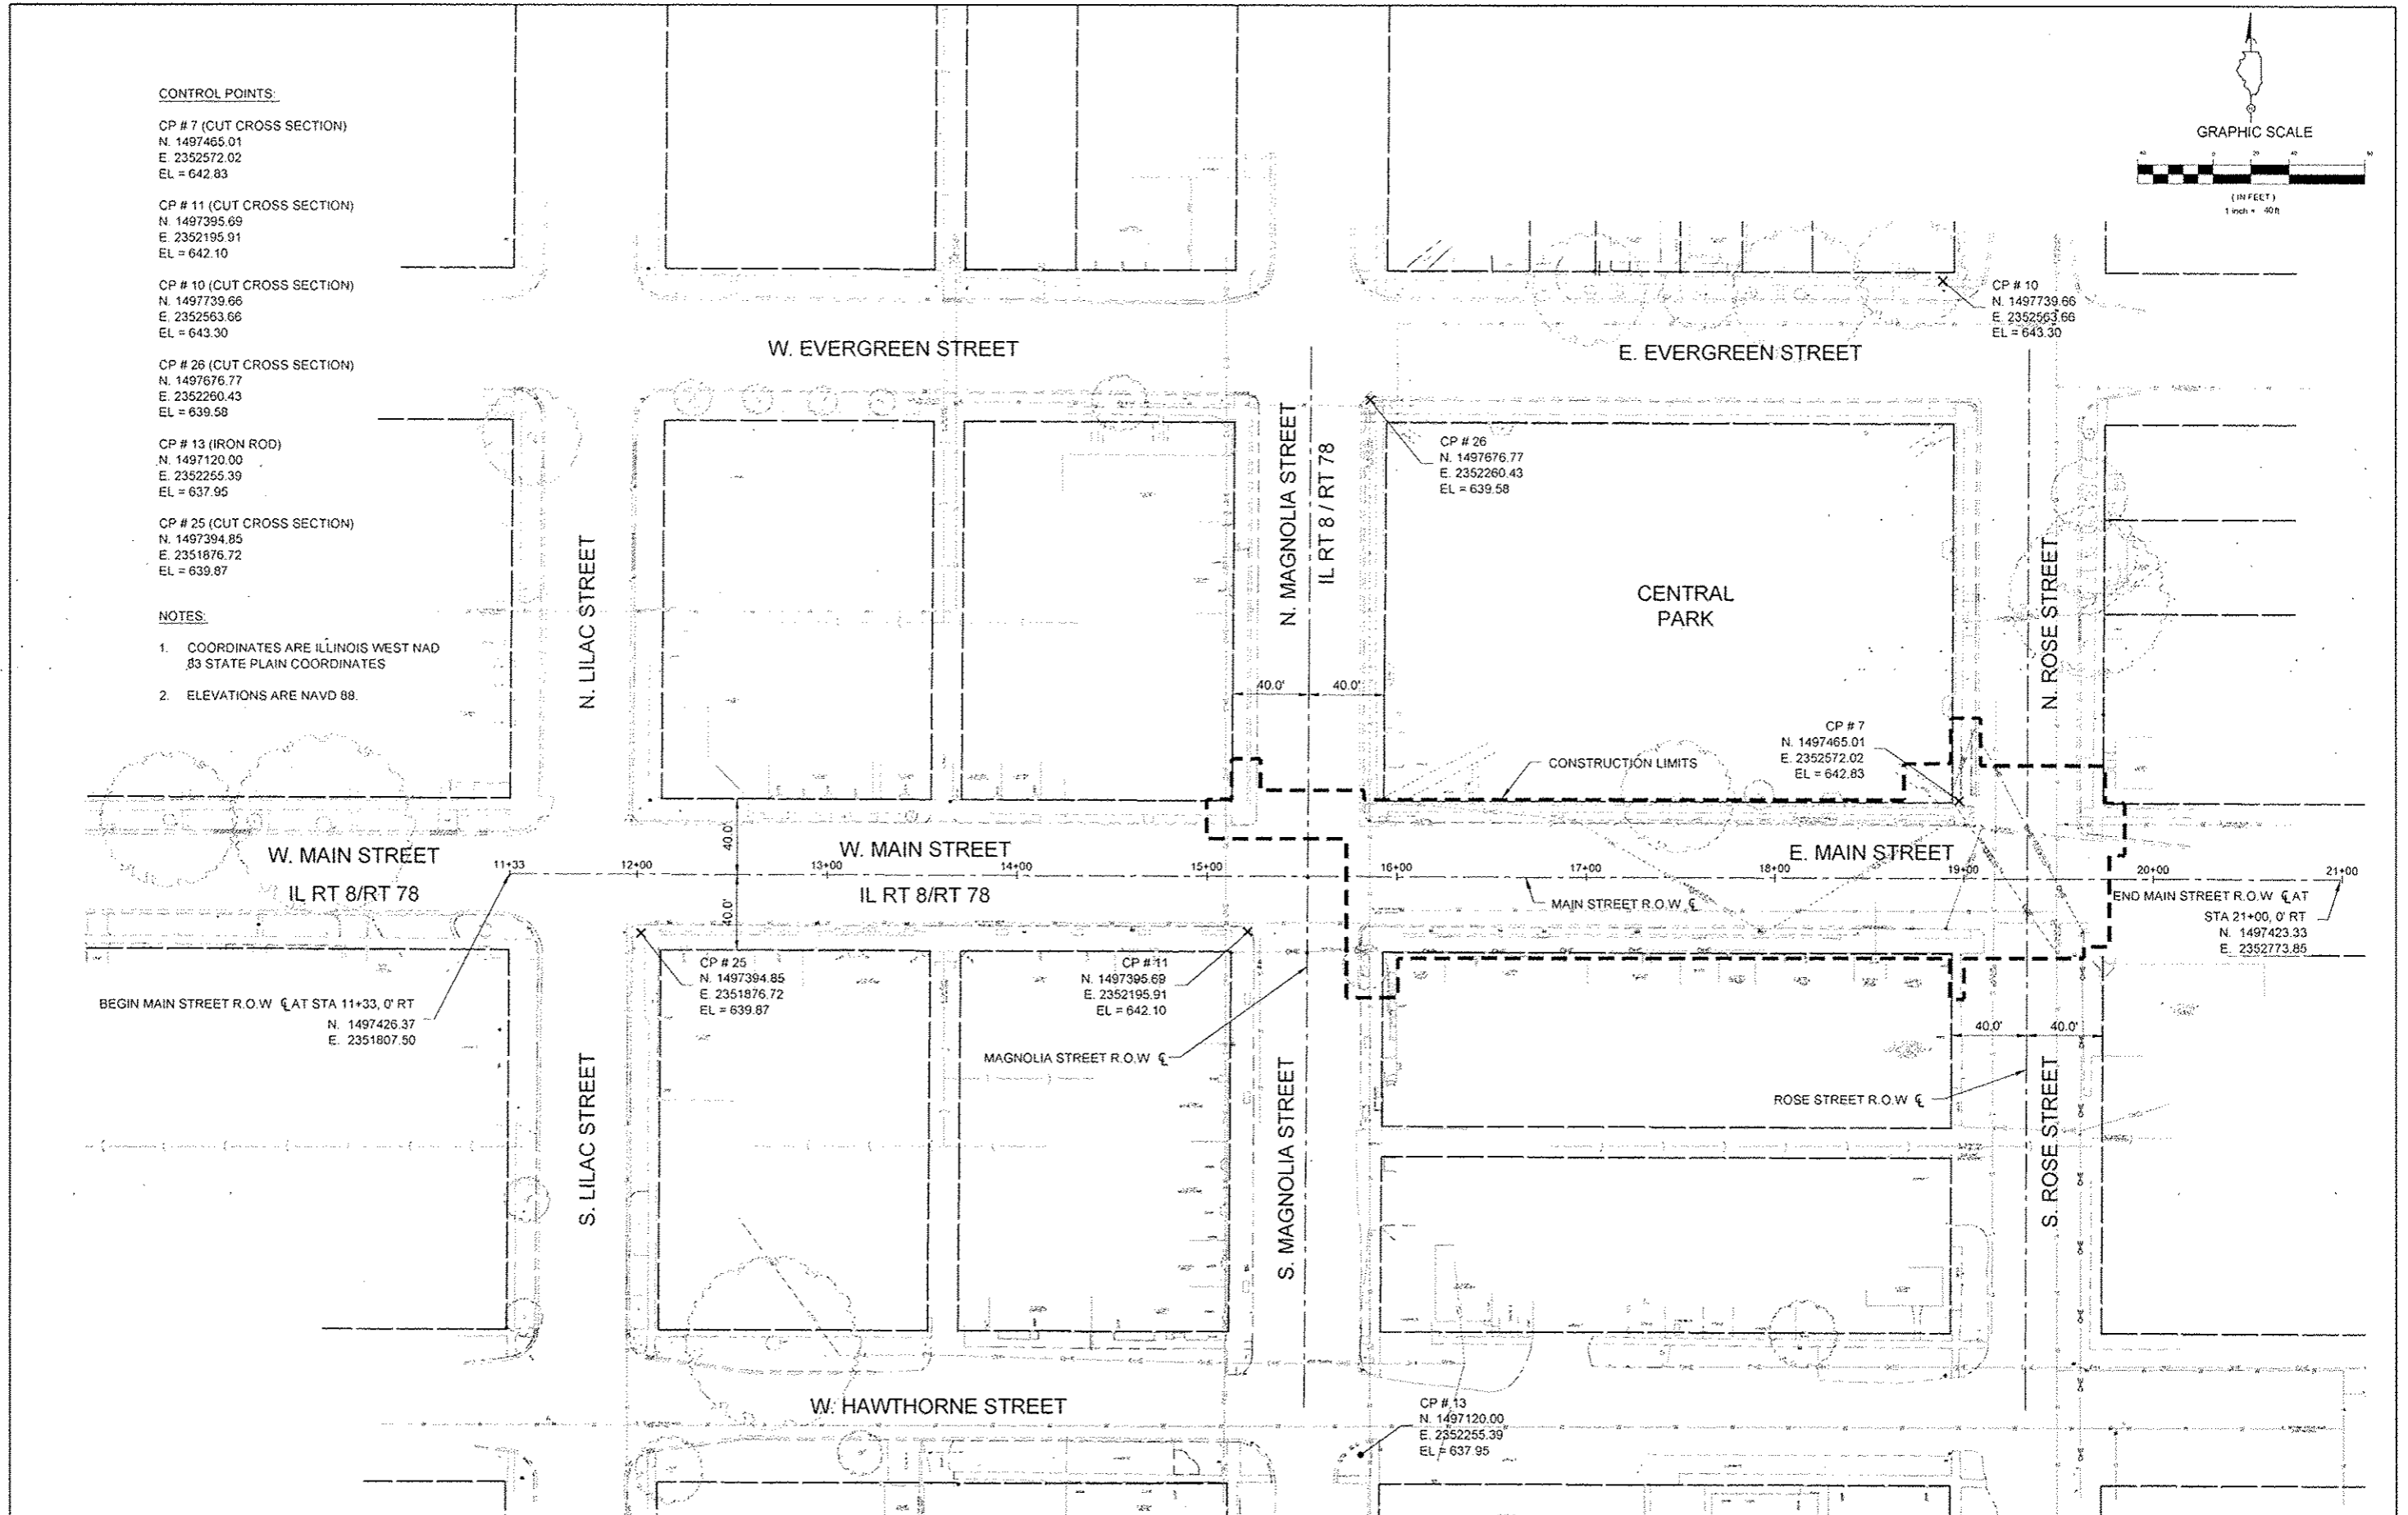 CONTROL POINTS:
CP # 7 (CUT CROSS SECTION)
N. 1497465.01
E. 2352572.02
EL = 642.83
CP # 11 (CUT CROSS SECTION)
N. 1497395.69
E. 2352195.91
EL = 642.10
CP # 10 (CUT CROSS SECTION)
N. 1497739.66
E. 2352563.66
EL = 643.30
CP # 26 (CUT CROSS SECTION)
N. 1497676.77
E. 2352260.43
EL = 639.58
CP # 13 (IRON ROD)
N. 1497120.00
E. 2352255.39
EL = 637.95
CP # 25 (CUT CROSS SECTION)
N. 1497394.85
E. 2351876.72
EL = 639.87
NOTES:
1. COORDINATES ARE ILLINOIS WEST NAD
83 STATE PLAIN COORDINATES
2. ELEVATIONS ARE NAVD 88.
GRAPHIC SCALE
( IN FEET )
1 inch = 40 ft
CP # 10
N. 1497739.66
E. 2352563.66
EL = 643.30
W. EVERGREEN STREET
E. EVERGREEN STREET
CP # 26
N. 1497676.77
E. 2352260.43
EL = 639.58
N. MAGNOLIA STREET
IL RT 8 / RT 78
N. LILAC STREET
CENTRAL
PARK
N. ROSE STREET
40.0'
40.0'
CP # 7
N. 1497465.01
E. 2352572.02
EL = 642.83
CONSTRUCTION LIMITS
40.0'
40.0'
W. MAIN STREET
W. MAIN STREET
E. MAIN STREET
11+33
12+00
13+00
14+00
15+00
16+00
17+00
18+00
19+00
20+00
21+00
IL RT 8/RT 78
IL RT 8/RT 78
MAIN STREET R.O.W ℄
END MAIN STREET R.O.W ℄ AT
STA 21+00, 0' RT
N. 1497423.33
E. 2352773.85
CP # 25
N. 1497394.85
E. 2351876.72
EL = 639.87
CP # 11
N. 1497395.69
E. 2352195.91
EL = 642.10
BEGIN MAIN STREET R.O.W ℄ AT STA 11+33, 0' RT
N. 1497426.37
E. 2351807.50
40.0'
40.0'
MAGNOLIA STREET R.O.W ℄
ROSE STREET R.O.W ℄
S. LILAC STREET
S. MAGNOLIA STREET
S. ROSE STREET
W. HAWTHORNE STREET
CP # 13
N. 1497120.00
E. 2352255.39
EL = 637.95